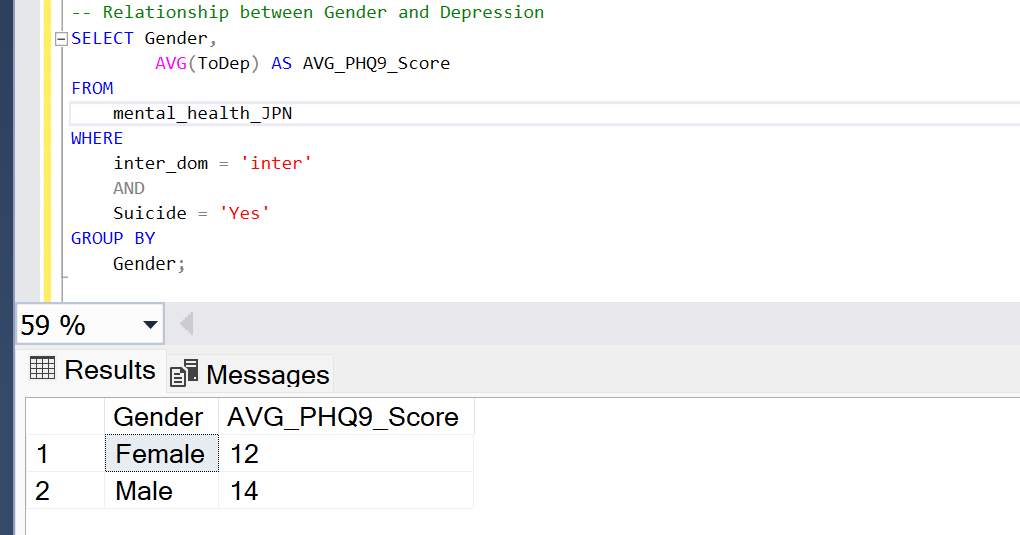 -- Relationship between Gender and Depression
SELECT Gender,
AVG(ToDep) AS AVG_PHQ9_Score
FROM
mental_health_JPN
WHERE
inter_dom = 'inter'
AND
Suicide = 'Yes'
GROUP BY
Gender;
59 %
Results Messages
Gender AVG_PHQ9_Score
1 Female 12
2 Male 14